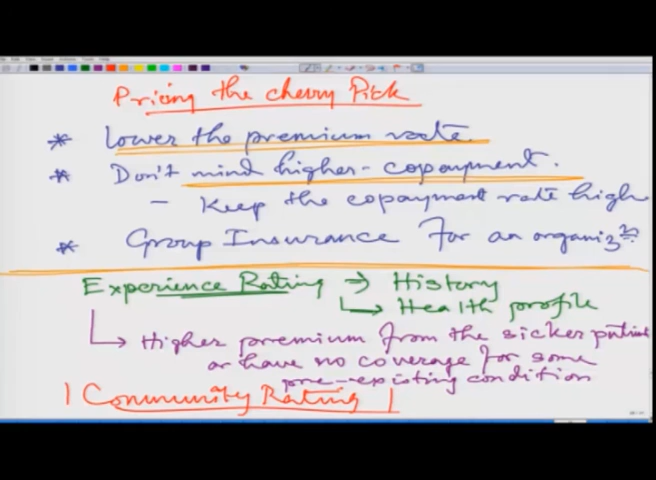 Pricing the cherry Pick
* Lower the premium rate.
* Don't mind higher-copayment.
- Keep the copayment rate high
* Group Insurance for an organizn
Experience Rating → History
→ Health profile
→ Higher premium from the sicker patient
or have no coverage for some
pre-existing condition
| Community Rating |